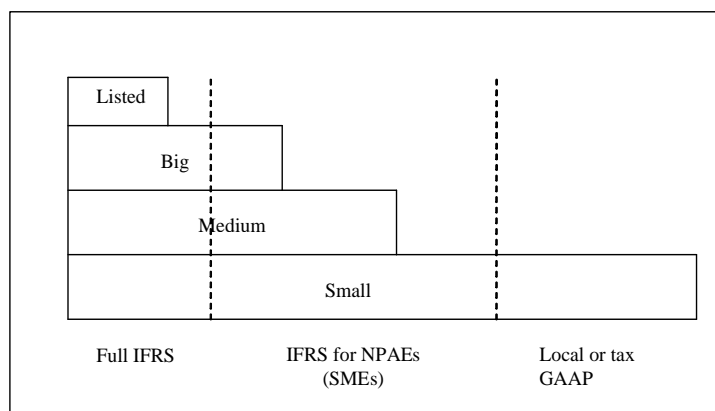 Listed
Big
Medium
Small
Full IFRS
IFRS for NPAEs
(SMEs)
Local or tax
GAAP